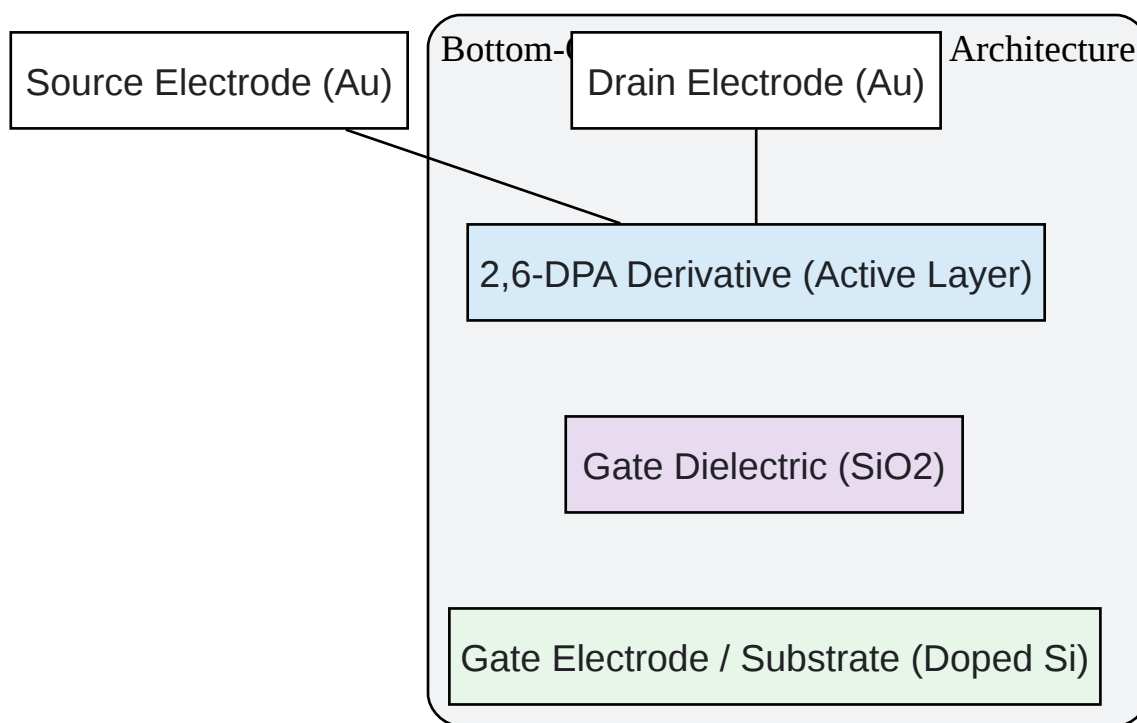 Bottom- Architecture
Source Electrode (Au)
Drain Electrode (Au)
2,6-DPA Derivative (Active Layer)
Gate Dielectric (SiO2)
Gate Electrode / Substrate (Doped Si)